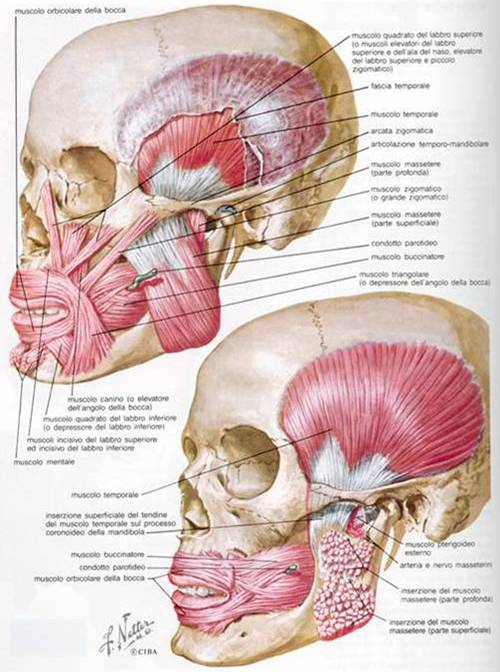 muscolo orbicolare della bocca
muscolo quadrato del labbro superiore
(o muscoli elevatori del labbro
superiore e dell'ala del naso, elevatore
del labbro superiore e piccolo
zigomatico)
fascia temporale
muscolo temporale
arcata zigomatica
articolazione temporo-mandibolare
muscolo massetere
(parte profonda)
muscolo zigomatico
(o grande zigomatico)
muscolo massetere
(parte superficiale)
condotto parotideo
muscolo buccinatore
muscolo triangolare
(o depressore dell'angolo della bocca)
muscolo canino (o elevatore
dell'angolo della bocca)
muscolo quadrato del labbro inferiore
(o depressore del labbro inferiore)
muscoli incisivo del labbro superiore
ed incisivo del labbro inferiore
muscolo mentale
muscolo temporale
inserzione superficiale del tendine
del muscolo temporale sul processo
coronoideo della mandibola
muscolo buccinatore
condotto parotideo
muscolo orbicolare della bocca
muscolo pterigoideo
esterno
arteria e nervo masseterini
inserzione del muscolo
massetere (parte profonda)
inserzione del muscolo
massetere (parte superficiale)
F. Netter
M.D.
©CIBA